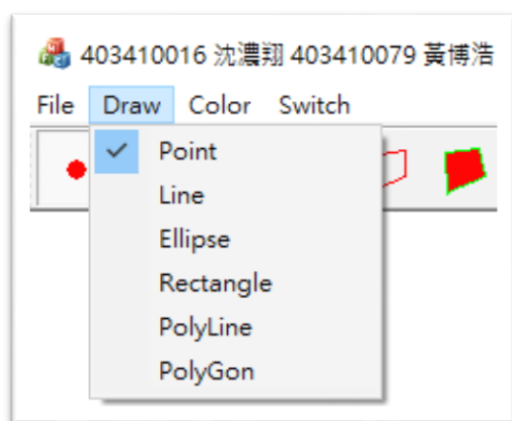 403410016 沈濃翔 403410079 黃博浩
File Draw Color Switch
Point
Line
Ellipse
Rectangle
PolyLine
PolyGon